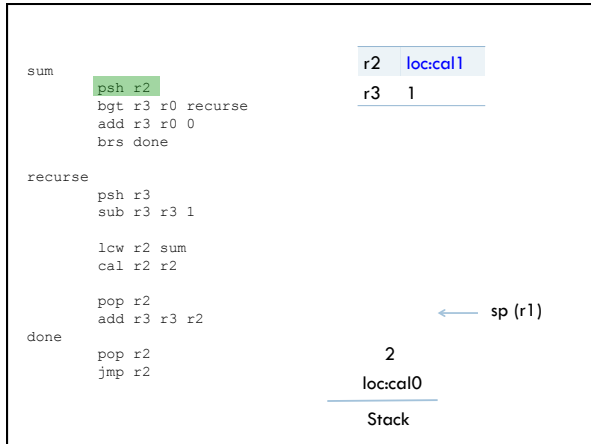 sum
psh r2
bgt r3 r0 recurse
add r3 r0 0
brs done
recurse
psh r3
sub r3 r3 1
lcw r2 sum
cal r2 r2
pop r2
add r3 r3 r2
done
pop r2
jmp r2
r2 loc:cal1
r3 1
sp (r1)
2
loc:cal0
Stack